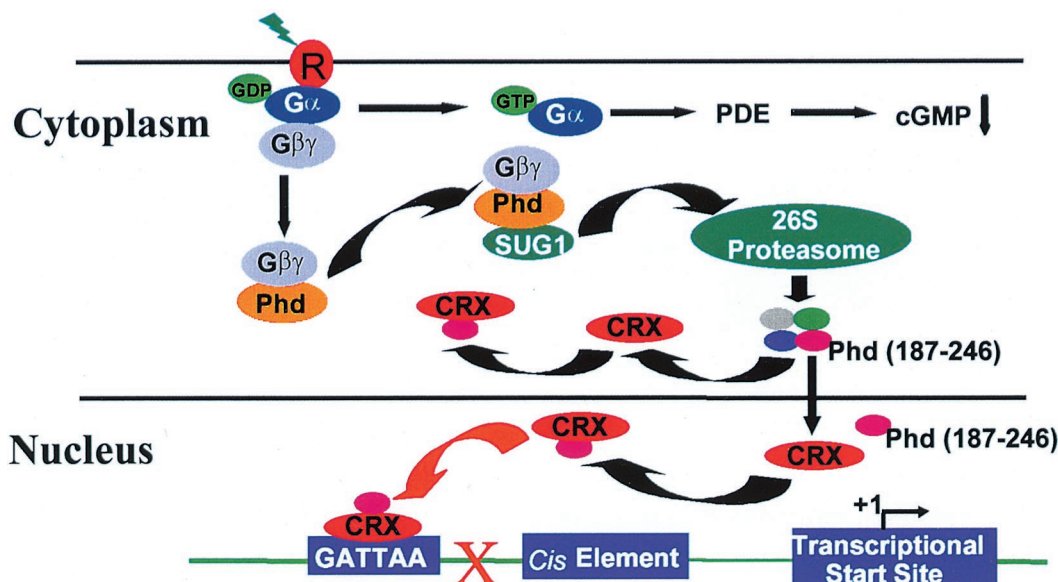 R
GDP
Gα
GTP
Gα
PDE
cGMP
Cytoplasm
Gβγ
Gβγ
Phd
SUG1
26S
Proteasome
Gβγ
Phd
CRX
CRX
Phd (187-246)
Nucleus
CRX
Phd (187-246)
CRX
+1
CRX
GATTAA
X
Cis Element
Transcriptional
Start Site